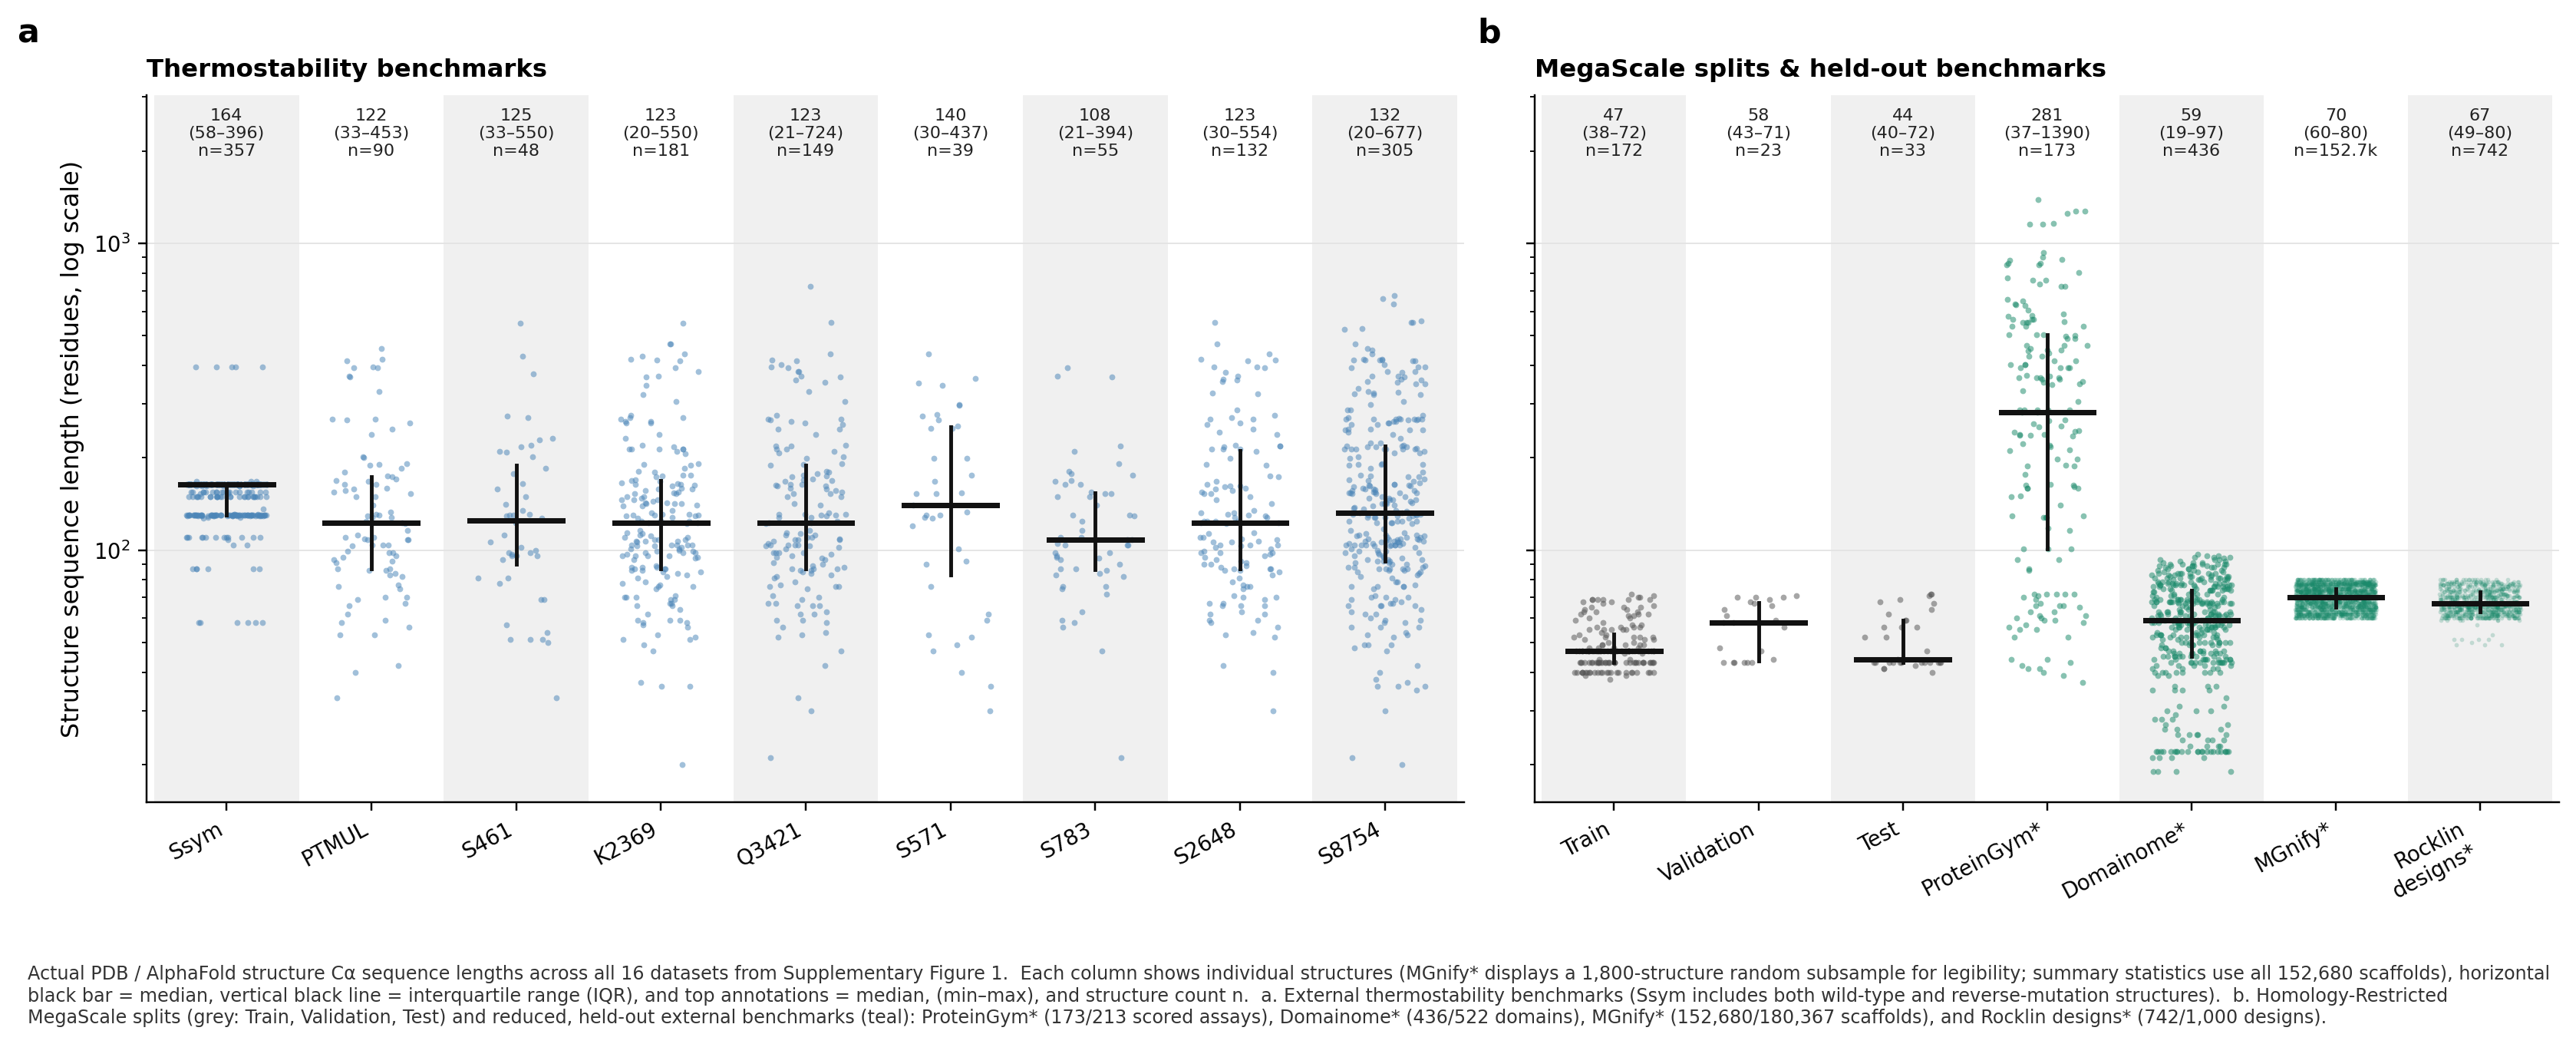 a
Thermostability benchmarks
164
(58–396)
n=357
122
(33–453)
n=90
125
(33–550)
n=48
123
(20–550)
n=181
123
(21–724)
n=149
140
(30–437)
n=39
108
(21–394)
n=55
123
(30–554)
n=132
132
(20–677)
n=305
Structure sequence length (residues, log scale)
10³
10²
Ssym
PTMUL
S461
K2369
Q3421
S571
S783
S2648
S8754
b
MegaScale splits & held-out benchmarks
47
(38–72)
n=172
58
(43–71)
n=23
44
(40–72)
n=33
281
(37–1390)
n=173
59
(19–97)
n=436
70
(60–80)
n=152.7k
67
(49–80)
n=742
Train
Validation
Test
ProteinGym*
Domainome*
MGnify*
Rocklin
designs*
Actual PDB / AlphaFold structure Cα sequence lengths across all 16 datasets from Supplementary Figure 1.  Each column shows individual structures (MGnify* displays a 1,800-structure random subsample for legibility; summary statistics use all 152,680 scaffolds), horizontal
black bar = median, vertical black line = interquartile range (IQR), and top annotations = median, (min–max), and structure count n.  a. External thermostability benchmarks (Ssym includes both wild-type and reverse-mutation structures).  b. Homology-Restricted
MegaScale splits (grey: Train, Validation, Test) and reduced, held-out external benchmarks (teal): ProteinGym* (173/213 scored assays), Domainome* (436/522 domains), MGnify* (152,680/180,367 scaffolds), and Rocklin designs* (742/1,000 designs).